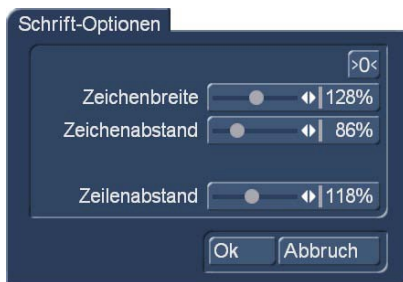 Schrift-Optionen
>0<
Zeichenbreite 128%
Zeichenabstand 86%
Zeilenabstand 118%
Ok Abbruch